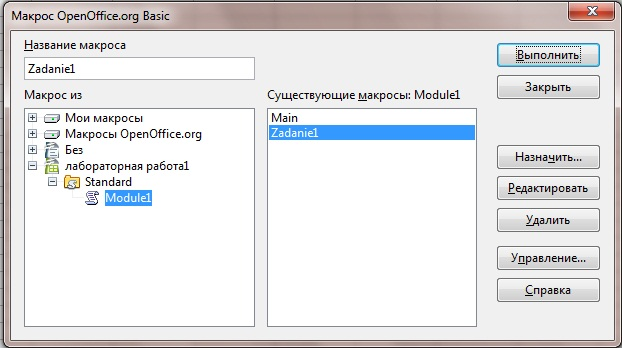 Макрос OpenOffice.org Basic
Название макроса
Zadanie1
Макрос из
Существующие макросы: Module1
Мои макросы
Макросы OpenOffice.org
Без
лабораторная работа1
Standard
Module1
Main
Zadanie1
Выполнить
Закрыть
Назначить...
Редактировать
Удалить
Управление...
Справка